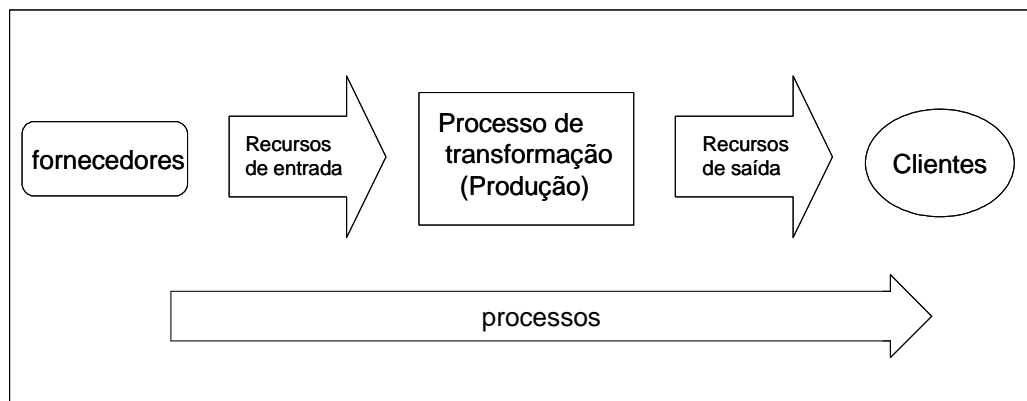 fornecedores
Recursos
de entrada
Processo de
transformação
(Produção)
Recursos
de saída
Clientes
processos